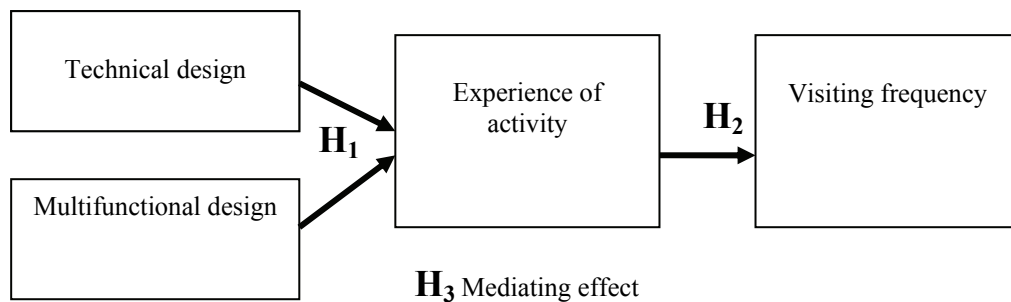 Technical design
Multifunctional design
H1
Experience of
activity
H2
Visiting frequency
H3 Mediating effect